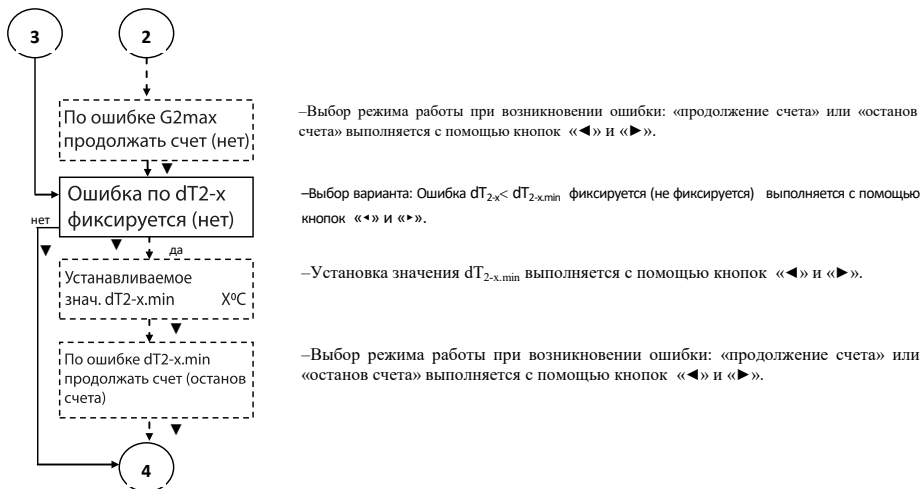 3
2
По ошибке G2max
продолжать счет (нет)
▼
–Выбор режима работы при возникновении ошибки: «продолжение счета» или «останов
счета» выполняется с помощью кнопок «◄» и «►».
Ошибка по dT2-x
фиксируется (нет)
–Выбор варианта: Ошибка dT2-x< dT2-x.min фиксируется (не фиксируется) выполняется с помощью
кнопок «◄» и «►».
нет
▼
▼
да
Устанавливаемое
знач. dT2-x.min X⁰C
▼
–Установка значения dT2-x.min выполняется с помощью кнопок «◄» и «►».
По ошибке dT2-x.min
продолжать счет (останов
счета)
▼
–Выбор режима работы при возникновении ошибки: «продолжение счета» или
«останов счета» выполняется с помощью кнопок «◄» и «►».
4